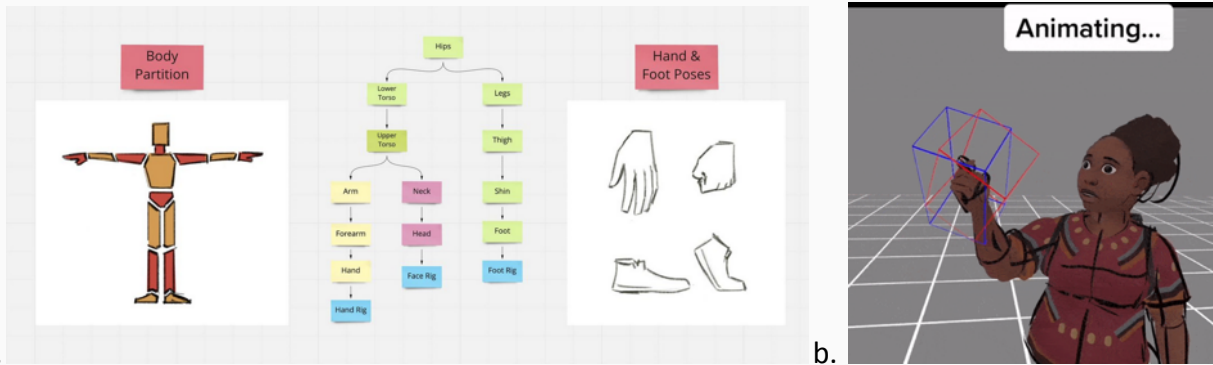 Body
Partition
Hips
Lower
Torso
Legs
Upper
Torso
Thigh
Arm
Neck
Shin
Forearm
Head
Foot
Hand
Face Rig
Foot Rig
Hand Rig
Hand &
Foot Poses
b.
Animating...